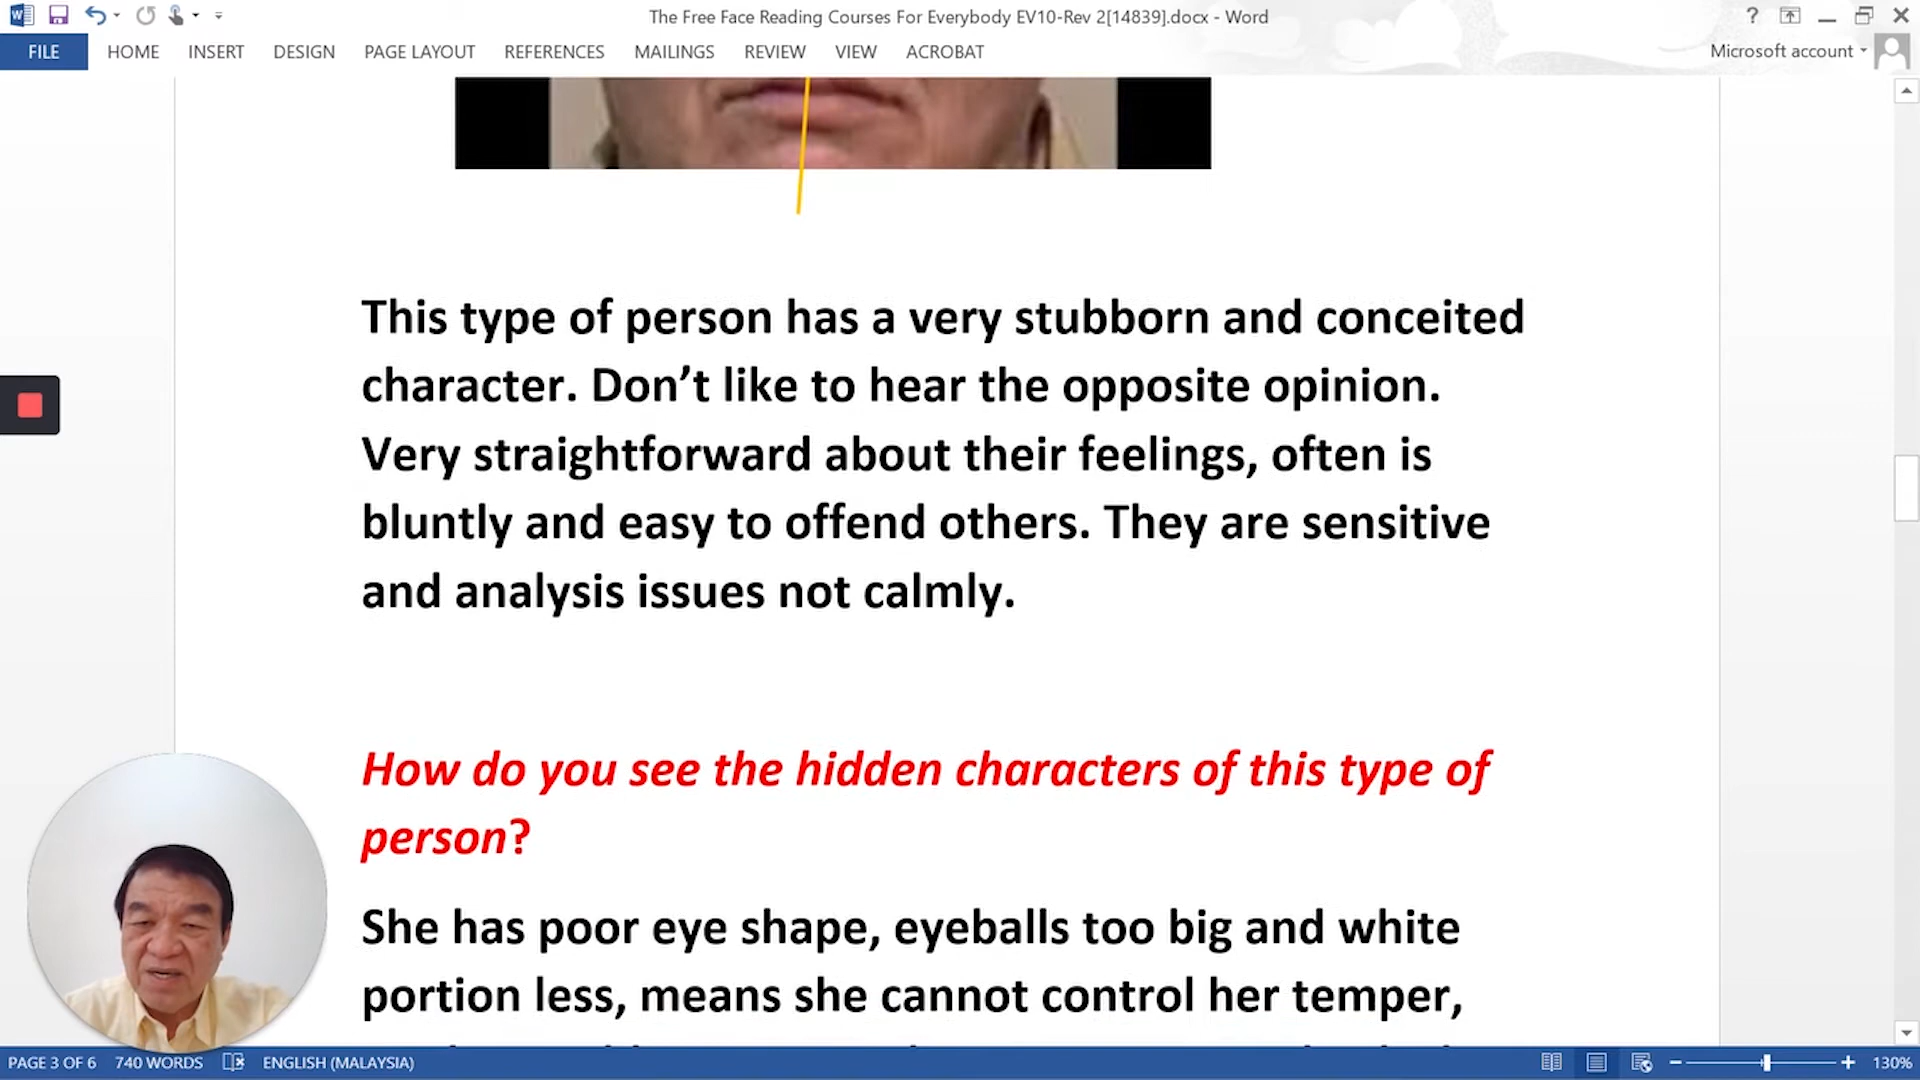 The Free Face Reading Courses For Everybody EV10-Rev 2[14839].docx - Word
?
FILE HOME INSERT DESIGN PAGE LAYOUT REFERENCES MAILINGS REVIEW VIEW ACROBAT Microsoft account
This type of person has a very stubborn and conceited
character. Don’t like to hear the opposite opinion.
Very straightforward about their feelings, often is
bluntly and easy to offend others. They are sensitive
and analysis issues not calmly.
How do you see the hidden characters of this type of
person?
She has poor eye shape, eyeballs too big and white
portion less, means she cannot control her temper,
PAGE 3 OF 6 740 WORDS ENGLISH (MALAYSIA) 130%